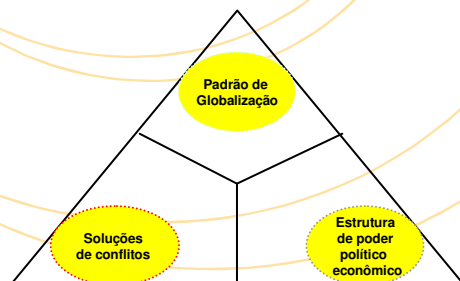 Padrão de
Globalização
Soluções
de conflitos
Estrutura
de poder
político
econômico